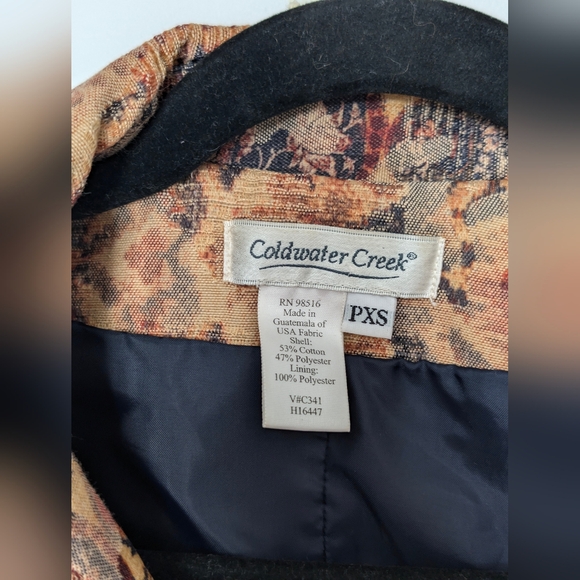 Coldwater Creek®
PXS
RN 98516
Made in
Guatemala of
USA Fabric
Shell:
53% Cotton
47% Polyester
Lining:
100% Polyester
V#C341
H16447